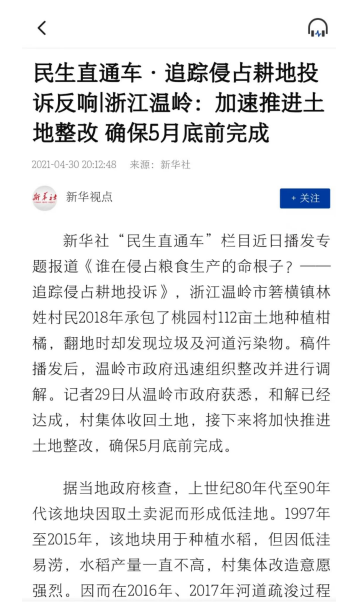 民生直通车·追踪侵占耕地投
诉反响|浙江温岭：加速推进土
地整改 确保5月底前完成
2021-04-30 20:12:48 来源：新华社
新华社
新华视点
+ 关注
新华社“民生直通车”栏目近日播发专
题报道《谁在侵占粮食生产的命根子？——
追踪侵占耕地投诉》，浙江温岭市箬横镇林
姓村民2018年承包了桃园村112亩土地种植柑
橘，翻地时却发现垃圾及河道污染物。稿件
播发后，温岭市政府迅速组织整改并进行调
解。记者29日从温岭市政府获悉，和解已经
达成，村集体收回土地，接下来将加快推进
土地整改，确保5月底前完成。
据当地政府核查，上世纪80年代至90年
代该地块因取土卖泥而形成低洼地。1997年
至2015年，该地块用于种植水稻，但因低洼
易涝，水稻产量一直不高，村集体改造意愿
强烈。因而在2016年、2017年河道疏浚过程